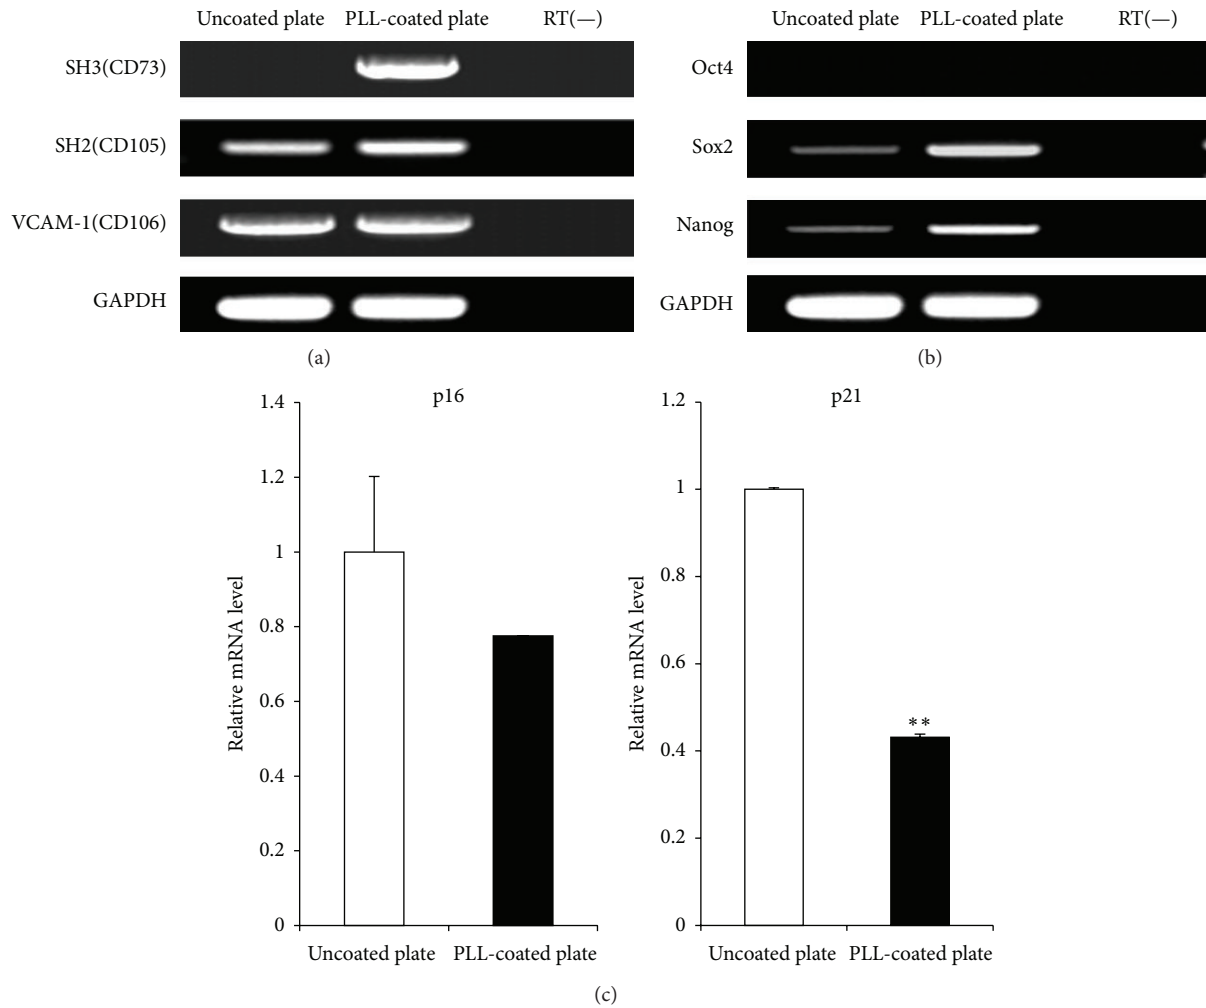 Uncoated plate PLL-coated plate RT(—)
SH3(CD73)
SH2(CD105)
VCAM-1(CD106)
GAPDH
(a)
Uncoated plate PLL-coated plate RT(—)
Oct4
Sox2
Nanog
GAPDH
(b)
p16
Relative mRNA level
1.4
1.2
1
0.8
0.6
0.4
0.2
0
Uncoated plate PLL-coated plate
p21
Relative mRNA level
1.2
1
0.8
0.6
0.4
0.2
0
**
Uncoated plate PLL-coated plate
(c)